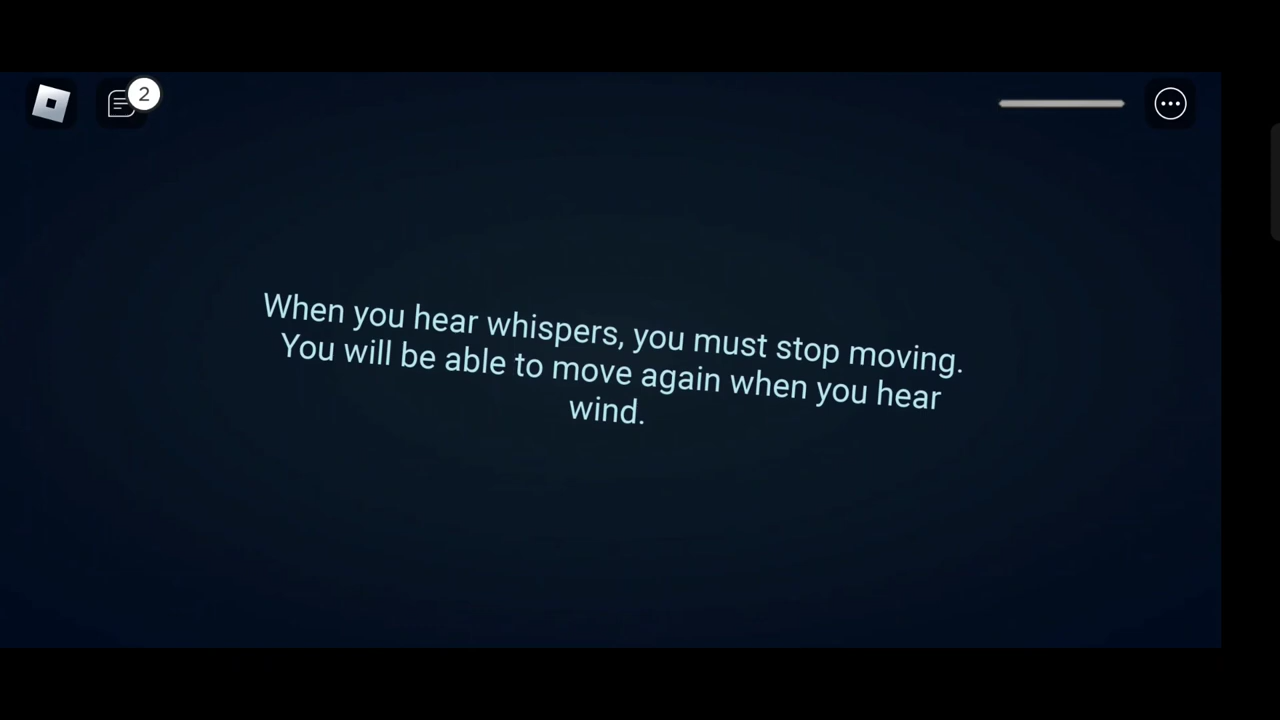 2
When you hear whispers, you must stop moving.
You will be able to move again when you hear
wind.